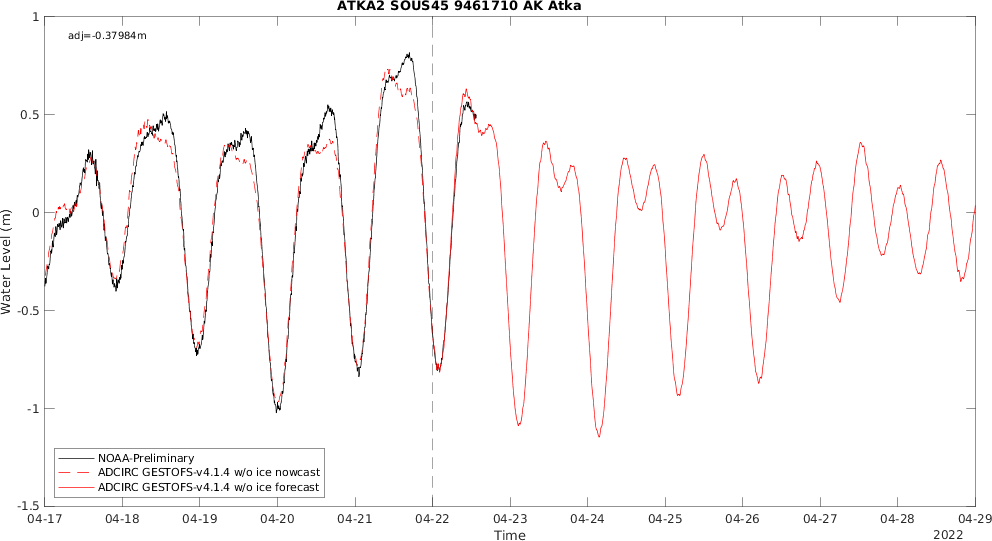 ATKA2 SOUS45 9461710 AK Atka
adj=-0.37984m
1
0.5
0
-0.5
-1
-1.5
Water Level (m)
NOAA-Preliminary
ADCIRC GESTOFS-v4.1.4 w/o ice nowcast
ADCIRC GESTOFS-v4.1.4 w/o ice forecast
04-17 04-18 04-19 04-20 04-21 04-22 04-23 04-24 04-25 04-26 04-27 04-28 04-29
Time
2022